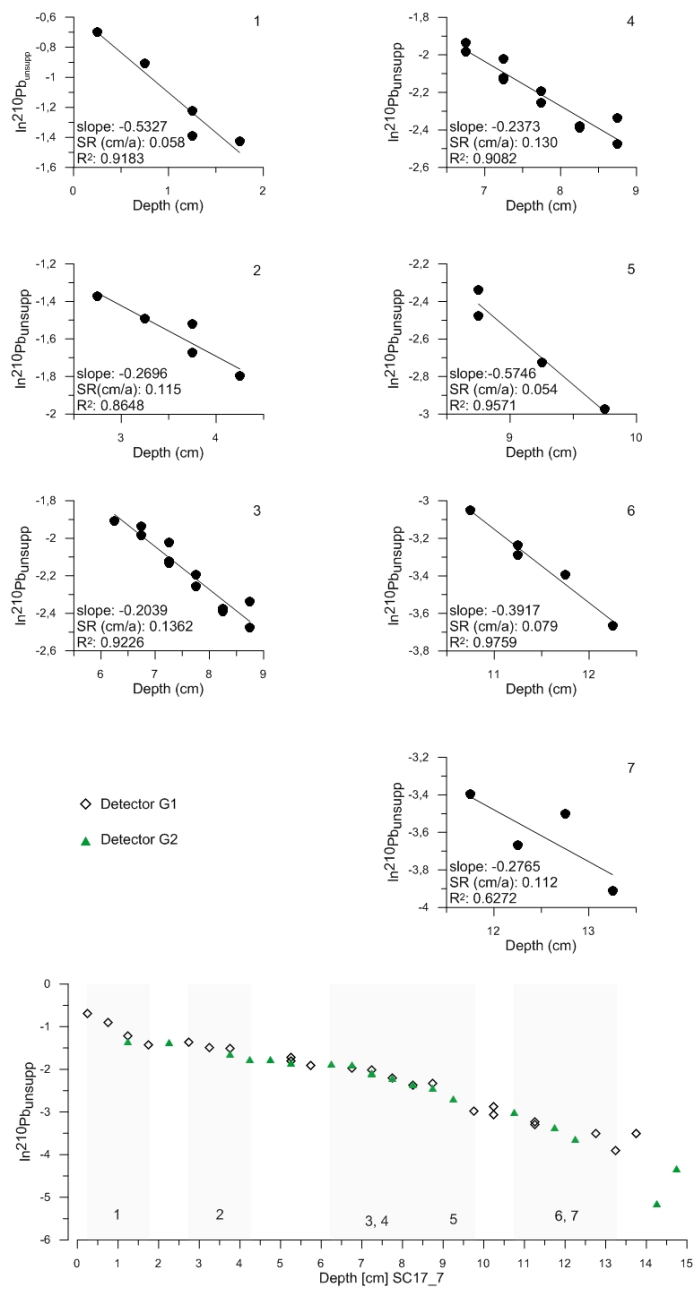 1
ln210Pbunsupp
-0,6
-0,8
-1
-1,2
-1,4
-1,6
slope: -0.5327
SR (cm/a): 0.058
R2: 0.9183
0 1 2
Depth (cm)
4
ln210Pbunsupp
-1,8
-2
-2,2
-2,4
-2,6
slope: -0.2373
SR (cm/a): 0.130
R2: 0.9082
7 8 9
Depth (cm)
2
ln210Pbunsupp
-1,2
-1,4
-1,6
-1,8
-2
slope: -0.2696
SR(cm/a): 0.115
R2: 0.8648
3 4
Depth (cm)
5
ln210Pbunsupp
-2,2
-2,4
-2,6
-2,8
-3
slope:-0.5746
SR (cm/a): 0.054
R2: 0.9571
9 10
Depth (cm)
3
ln210Pbunsupp
-1,8
-2
-2,2
-2,4
-2,6
slope: -0.2039
SR (cm/a): 0.1362
R2: 0.9226
6 7 8 9
Depth (cm)
6
ln210Pbunsupp
-3
-3,2
-3,4
-3,6
-3,8
slope: -0.3917
SR (cm/a): 0.079
R2: 0.9759
11 12
Depth (cm)
Detector G1
Detector G2
7
ln210Pbunsupp
-3,2
-3,4
-3,6
-3,8
-4
slope: -0.2765
SR (cm/a): 0.112
R2: 0.6272
12 13
Depth (cm)
ln210Pbunsupp
0
-1
-2
-3
-4
-5
-6
1 2 3, 4 5 6, 7
0 1 2 3 4 5 6 7 8 9 10 11 12 13 14 15
Depth [cm] SC17_7